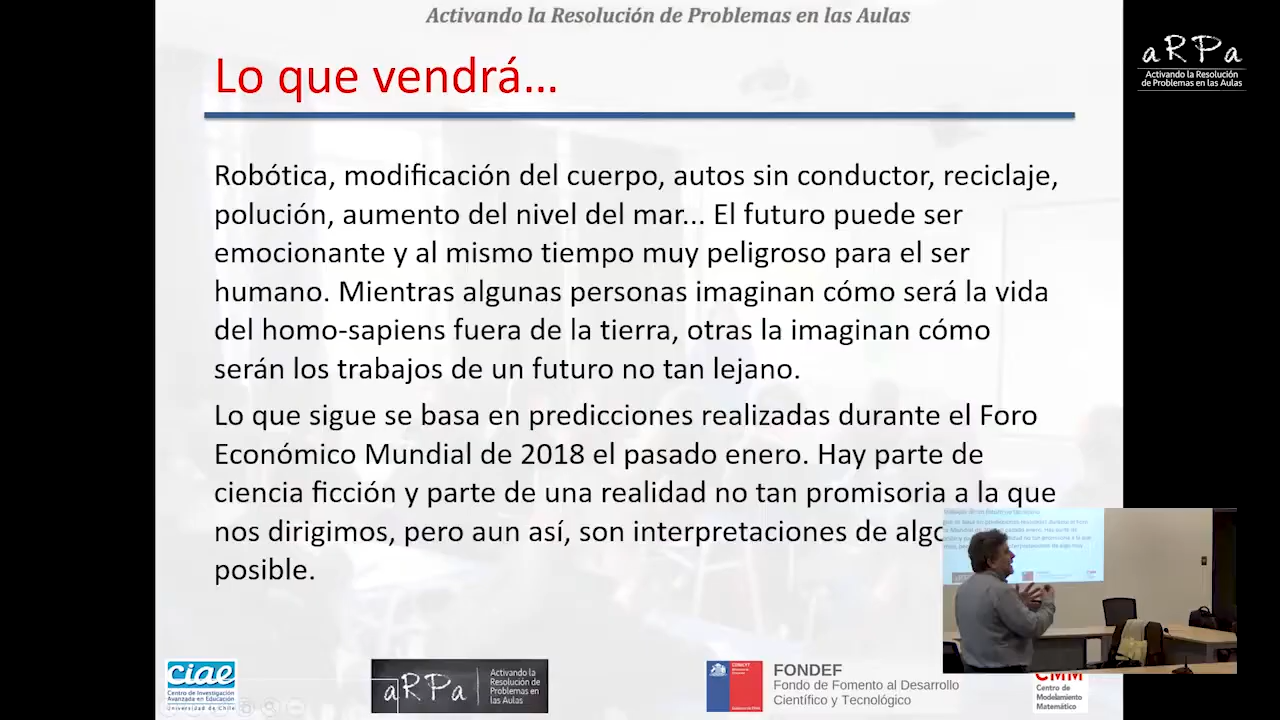 Activando la Resolución de Problemas en las Aulas
aRPa
Activando la Resolución
de Problemas en las Aulas
Lo que vendrá...
Robótica, modificación del cuerpo, autos sin conductor, reciclaje,
polución, aumento del nivel del mar... El futuro puede ser
emocionante y al mismo tiempo muy peligroso para el ser
humano. Mientras algunas personas imaginan cómo será la vida
del homo-sapiens fuera de la tierra, otras la imaginan cómo
serán los trabajos de un futuro no tan lejano.
Lo que sigue se basa en predicciones realizadas durante el Foro
Económico Mundial de 2018 el pasado enero. Hay parte de
ciencia ficción y parte de una realidad no tan promisoria a la que
nos dirigimos, pero aun así, son interpretaciones de algo
posible.
ciae
Centro de Investigación
Avanzada en Educación
Universidad de Chile
aRPa
Activando la
Resolución de
Problemas en
las Aulas
FONDEF
Fondo de Fomento al Desarrollo
Científico y Tecnológico
CMM
Centro de
Modelamiento
Matemático